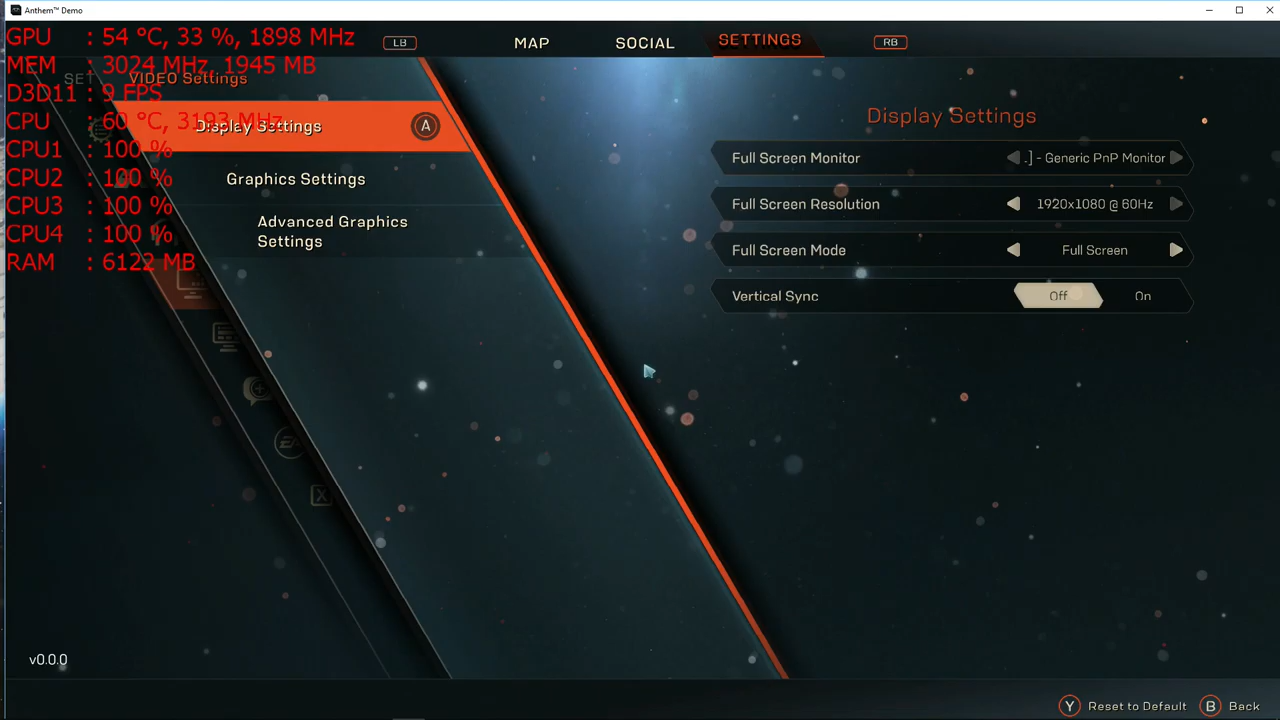 Anthem™ Demo
GPU : 54 °C, 33 %, 1898 MHz
MEM : 3024 MHz, 1945 MB
D3D11 : 9 FPS
CPU : 60 °C, 3193 MHz
CPU1 : 100 %
CPU2 : 100 %
CPU3 : 100 %
CPU4 : 100 %
RAM : 6122 MB
LB
MAP
SOCIAL
SETTINGS
RB
SET
VIDEO Settings
Display Settings
A
Graphics Settings
Advanced Graphics
Settings
EA
X
Display Settings
Full Screen Monitor .] - Generic PnP Monitor
Full Screen Resolution 1920x1080 @ 60Hz
Full Screen Mode Full Screen
Vertical Sync Off On
v0.0.0
Y Reset to Default B Back